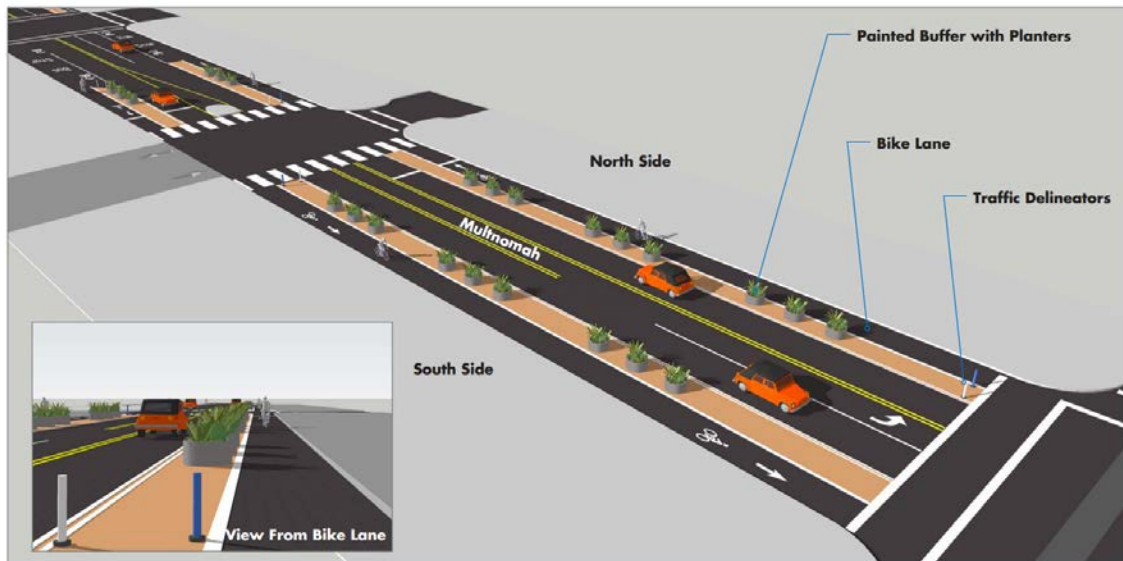 Painted Buffer with Planters
Bike Lane
North Side
Traffic Delineators
Multnomah
South Side
View From Bike Lane